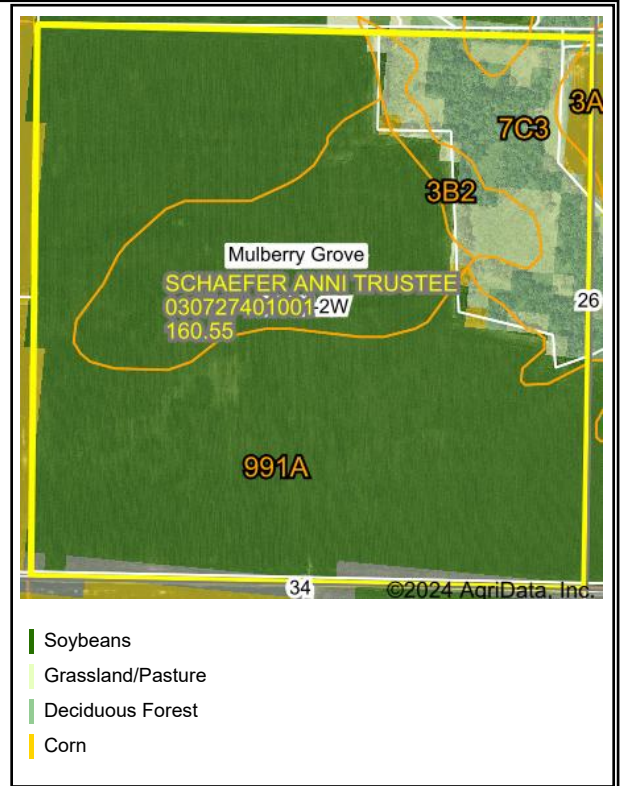 3A
7C3
3B2
Mulberry Grove
SCHAEFER ANNI TRUSTEE
030727401001
-2W
160.55
26
991A
34
©2024 AgriData, Inc.
Soybeans
Grassland/Pasture
Deciduous Forest
Corn